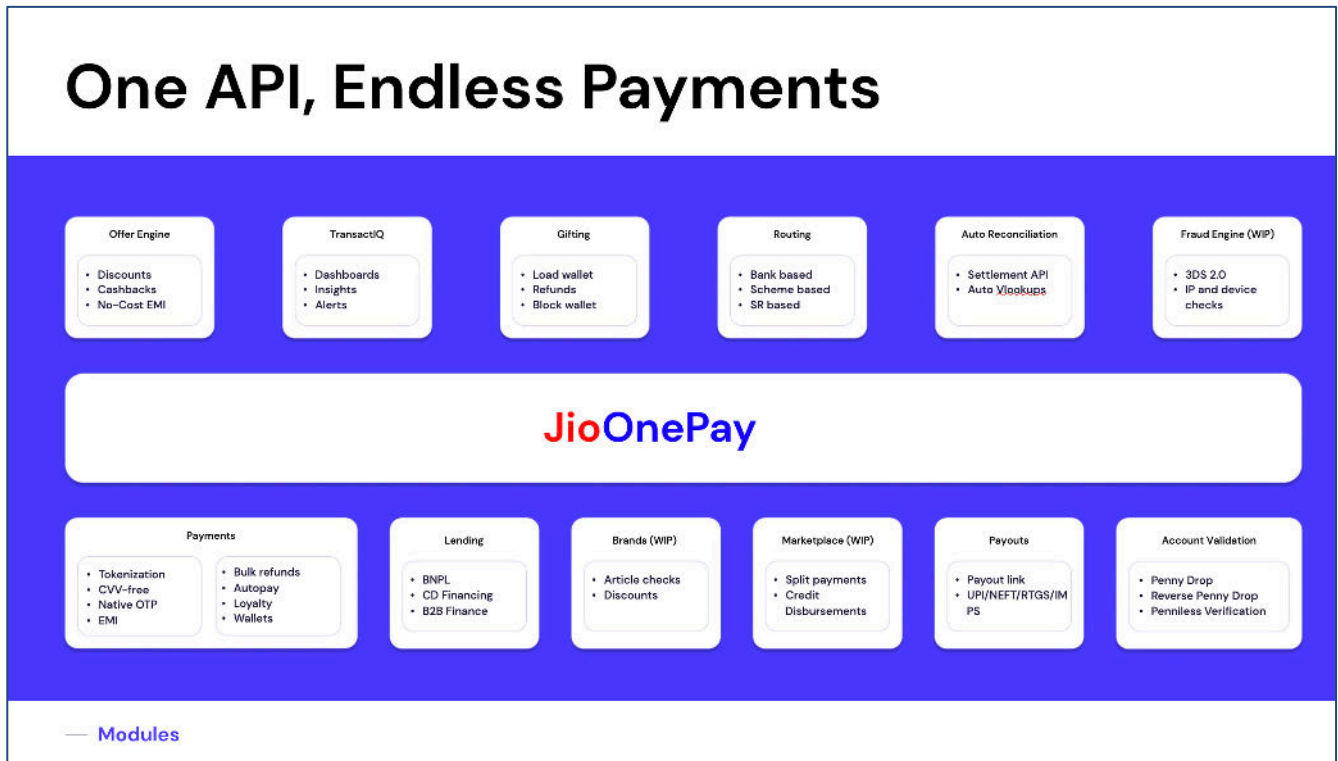 One API, Endless Payments
Offer Engine
• Discounts
• Cashbacks
• No-Cost EMI
TransactIQ
• Dashboards
• Insights
• Alerts
Gifting
• Load wallet
• Refunds
• Block wallet
Routing
• Bank based
• Scheme based
• SR based
Auto Reconciliation
• Settlement API
• Auto Vlookups
Fraud Engine (WIP)
• 3DS 2.0
• IP and device
checks
JioOnePay
Payments
• Tokenization
• CVV-free
• Native OTP
• EMI
• Bulk refunds
• Autopay
• Loyalty
• Wallets
Lending
• BNPL
• CD Financing
• B2B Finance
Brands (WIP)
• Article checks
• Discounts
Marketplace (WIP)
• Split payments
• Credit
Disbursements
Payouts
• Payout link
• UPI/NEFT/RTGS/IM
PS
Account Validation
• Penny Drop
• Reverse Penny Drop
• Penniless Verification
— Modules